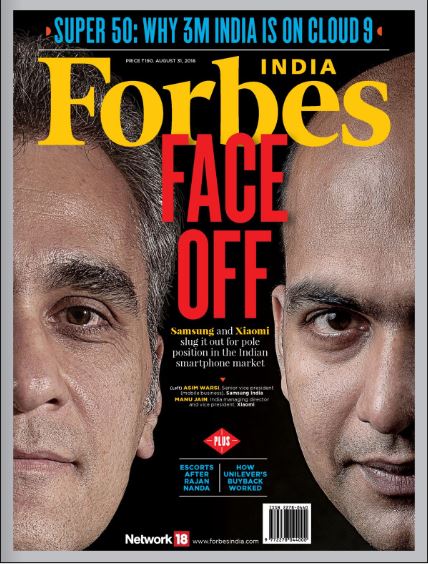 SUPER 50: WHY 3M INDIA IS ON CLOUD 9
PRICE ₹190. AUGUST 31, 2018
INDIA
Forbes
FACE
OFF
Samsung and Xiaomi
slug it out for pole
position in the Indian
smartphone market
(Left) ASIM WARSI, Senior vice president
(mobile business), Samsung India
MANU JAIN, India managing director
and vice president, Xiaomi
PLUS
ESCORTS
AFTER
RAJAN
NANDA
HOW
UNILEVER'S
BUYBACK
WORKED
Network 18 www.forbesindia.com
ISSN 2278-0440